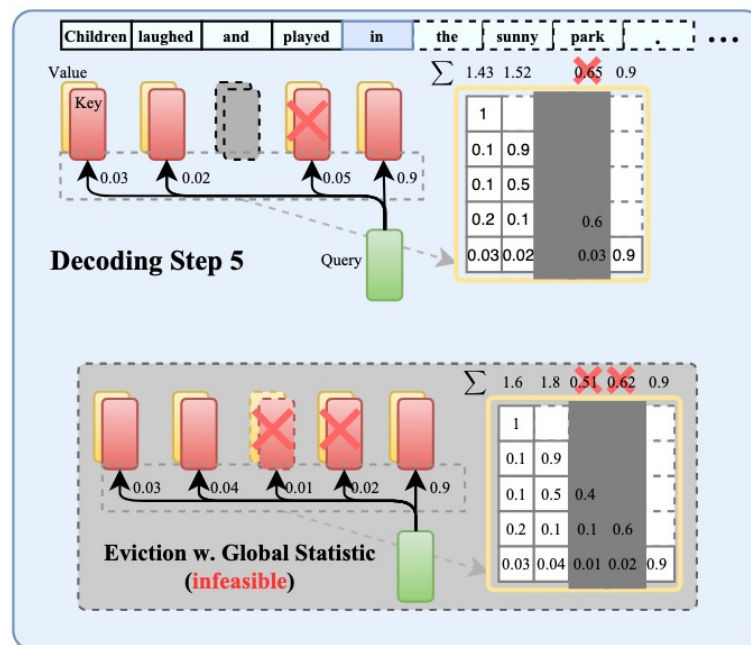 Children laughed and played in the sunny park . ...
Value
∑ 1.43 1.52 0.65 0.9
Key
1
0.1 0.9
0.1 0.5
0.2 0.1 0.6
0.03 0.02 0.03 0.9
0.03 0.02 0.05 0.9
Decoding Step 5
Query
∑ 1.6 1.8 0.51 0.62 0.9
1
0.1 0.9
0.1 0.5 0.4
0.2 0.1 0.1 0.6
0.03 0.04 0.01 0.02 0.9
0.03 0.04 0.01 0.02 0.9
Eviction w. Global Statistic
(infeasible)